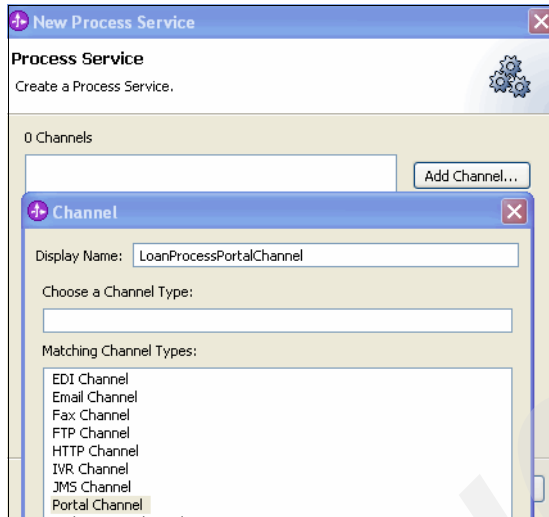 New Process Service
Process Service
Create a Process Service.
0 Channels
Add Channel...
Channel
Display Name: LoanProcessPortalChannel
Choose a Channel Type:
Matching Channel Types:
EDI Channel
Email Channel
Fax Channel
FTP Channel
HTTP Channel
IVR Channel
JMS Channel
Portal Channel